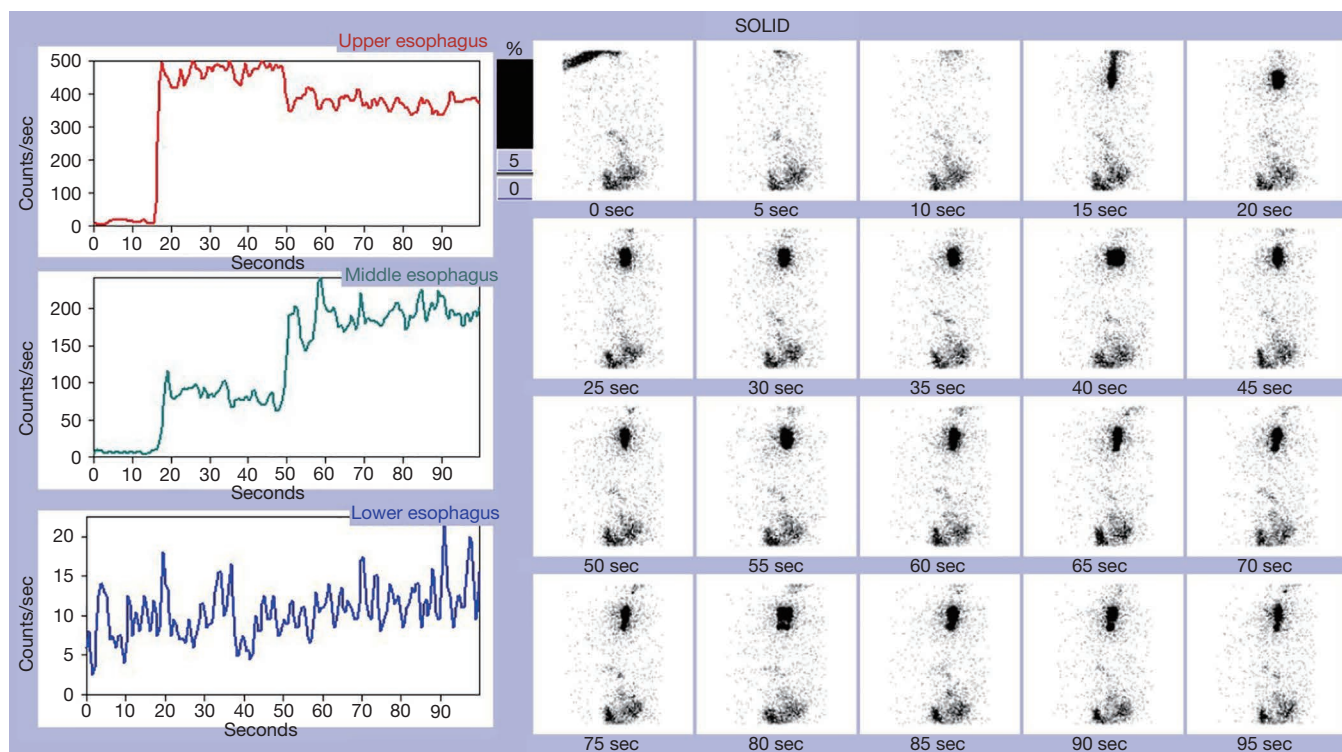 SOLID
Upper esophagus
500
400
300
200
100
0
Counts/sec
0 10 20 30 40 50 60 70 80 90
Seconds
%
5
0
Middle esophagus
200
150
100
50
0
Counts/sec
0 10 20 30 40 50 60 70 80 90
Seconds
Lower esophagus
20
15
10
5
0
Counts/sec
0 10 20 30 40 50 60 70 80 90
Seconds
0 sec 5 sec 10 sec 15 sec 20 sec
25 sec 30 sec 35 sec 40 sec 45 sec
50 sec 55 sec 60 sec 65 sec 70 sec
75 sec 80 sec 85 sec 90 sec 95 sec